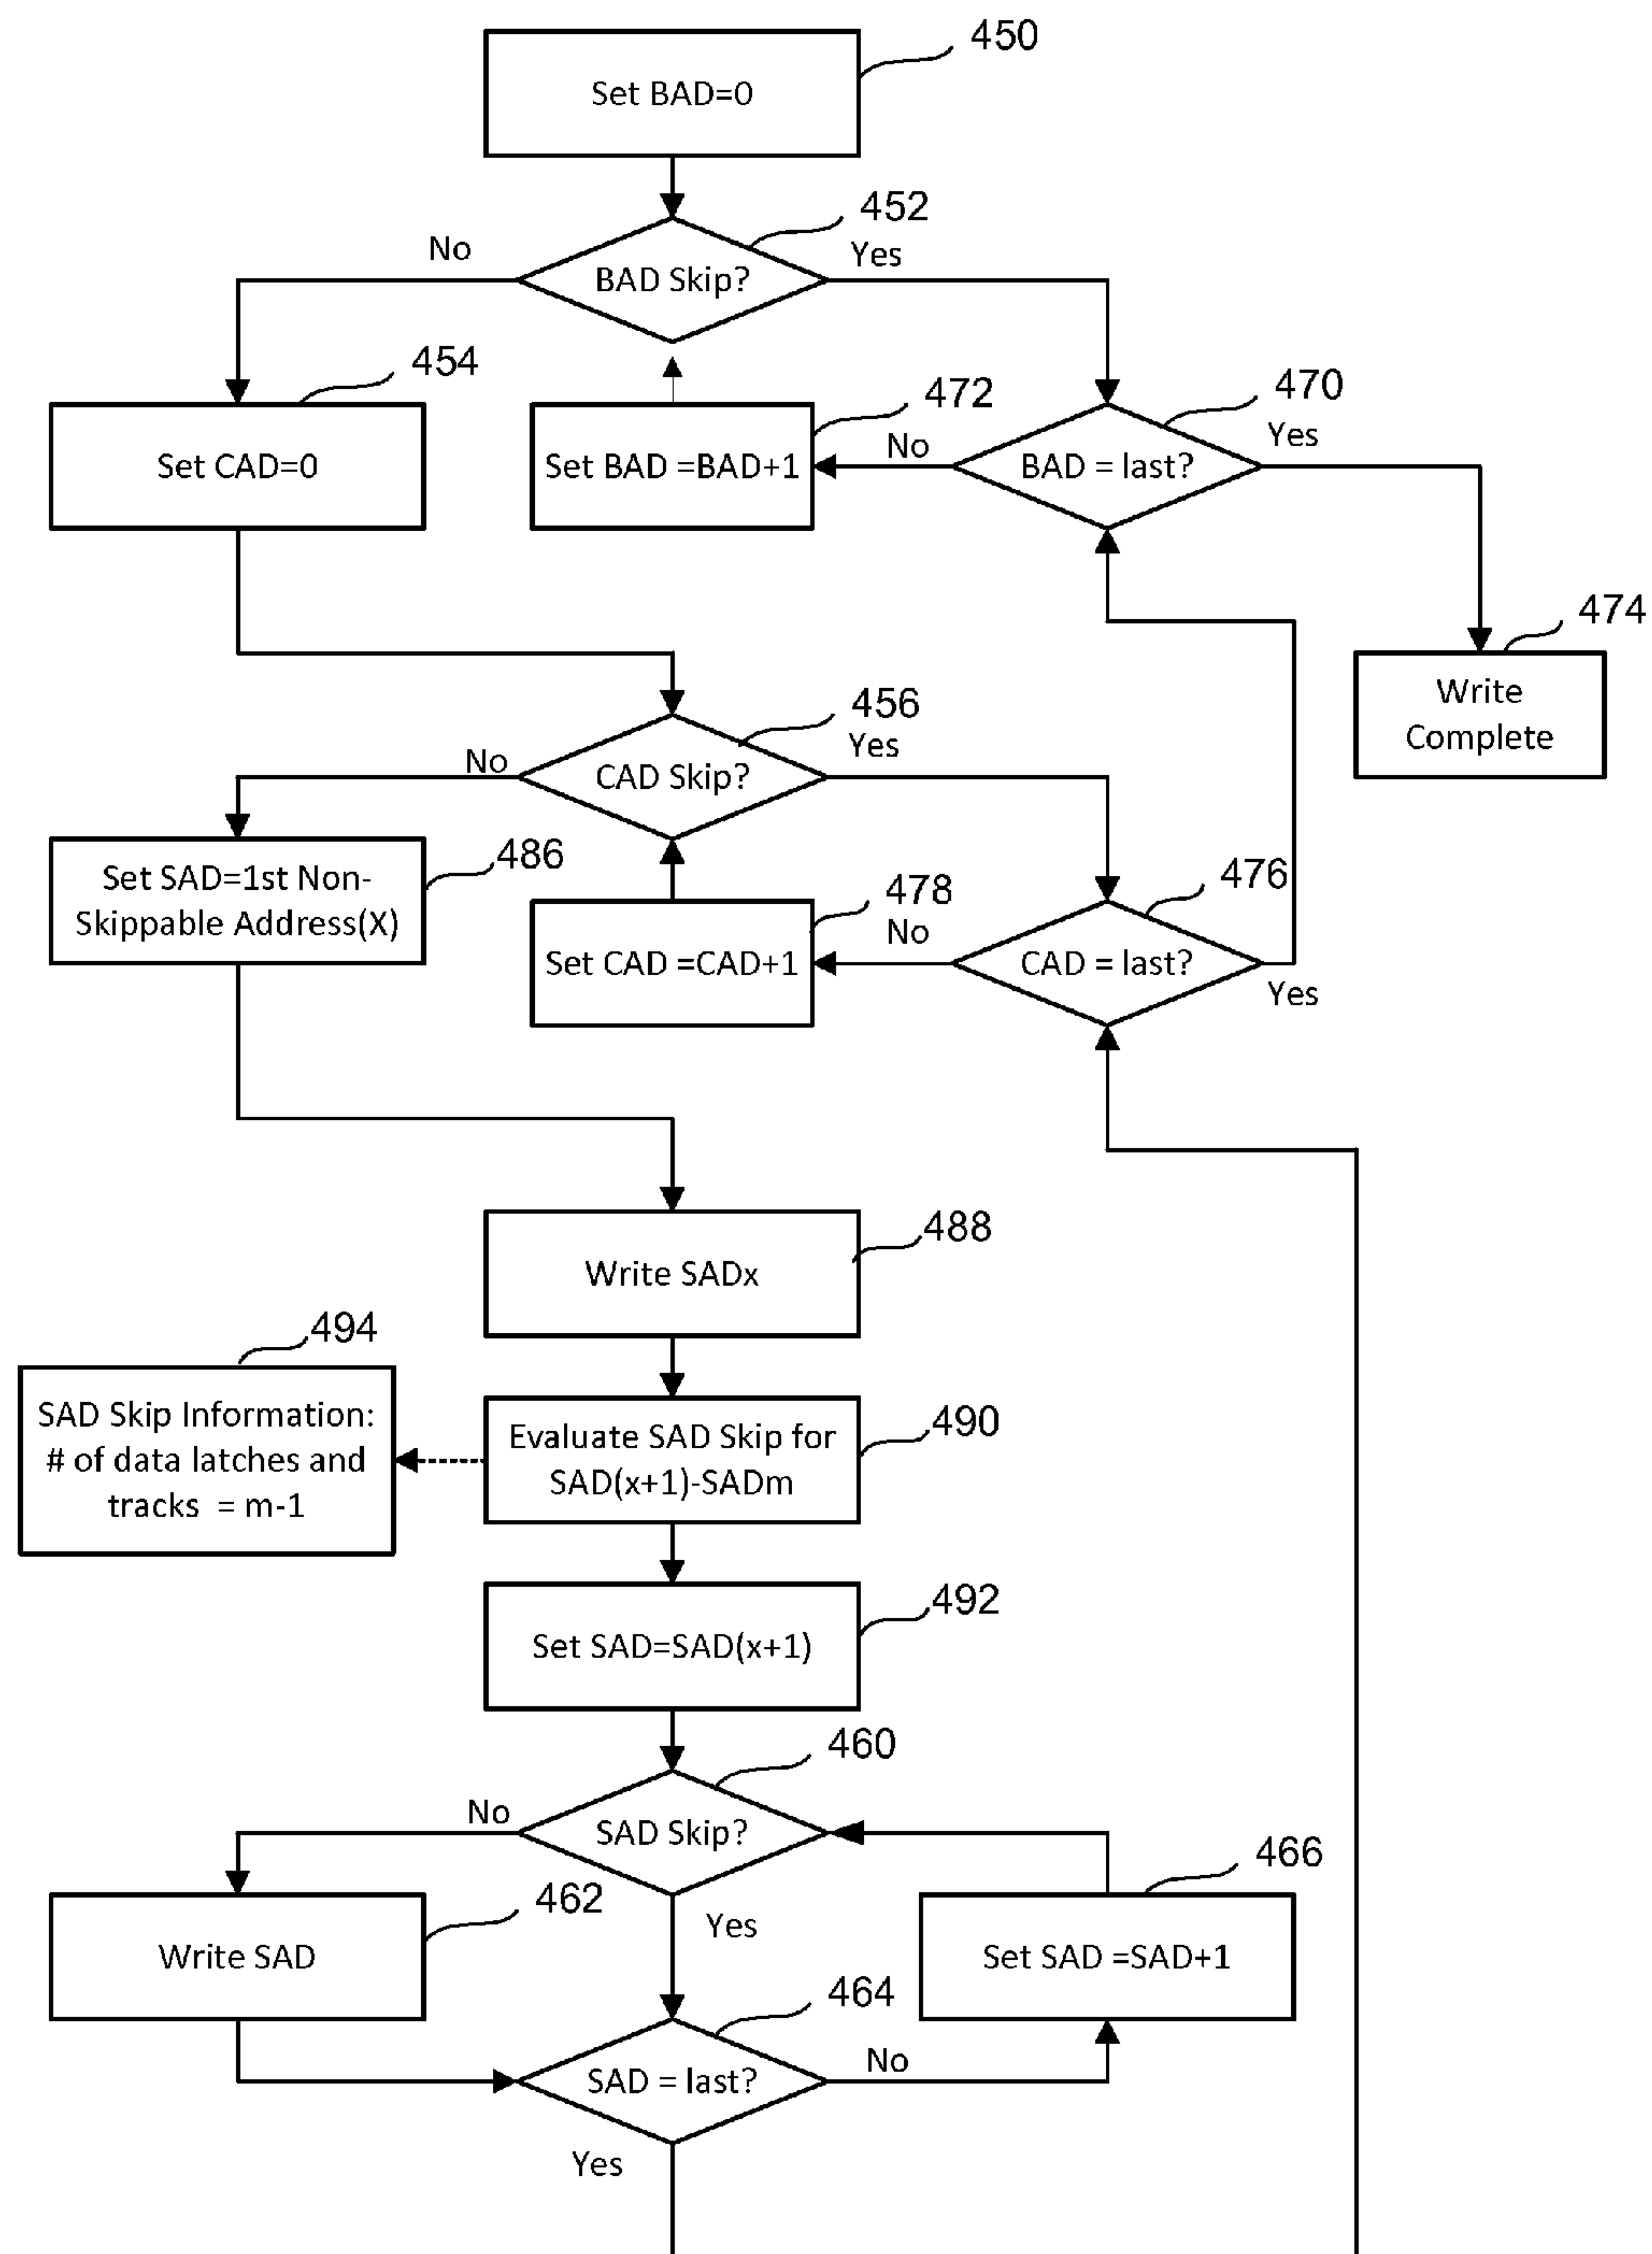 450
Set BAD=0
452
No
Yes
BAD Skip?
454
472
470
Set CAD=0
Set BAD =BAD+1
No
BAD = last?
Yes
474
Write
Complete
456
No
Yes
CAD Skip?
486
Set SAD=1st Non-
Skippable Address(X)
478
476
Set CAD =CAD+1
No
CAD = last?
Yes
488
Write SADx
494
SAD Skip Information:
# of data latches and
tracks = m-1
490
Evaluate SAD Skip for
SAD(x+1)-SADm
492
Set SAD=SAD(x+1)
460
No
SAD Skip?
Yes
462
Write SAD
466
Set SAD =SAD+1
464
SAD = last?
No
Yes